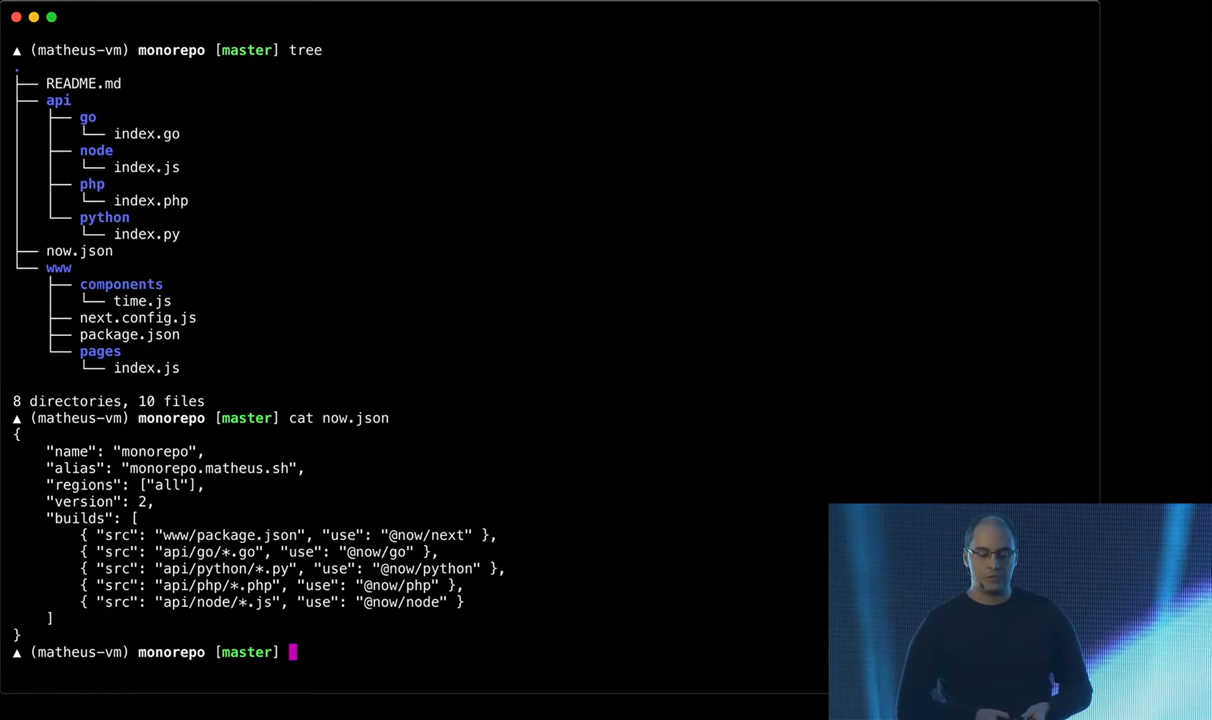 ▲ (matheus-vm) monorepo [master] tree
.
├── README.md
├── api
│   ├── go
│   │   └── index.go
│   ├── node
│   │   └── index.js
│   ├── php
│   │   └── index.php
│   └── python
│       └── index.py
├── now.json
└── www
    ├── components
    │   └── time.js
    ├── next.config.js
    ├── package.json
    └── pages
        └── index.js
8 directories, 10 files
▲ (matheus-vm) monorepo [master] cat now.json
{
    "name": "monorepo",
    "alias": "monorepo.matheus.sh",
    "regions": ["all"],
    "version": 2,
    "builds": [
        { "src": "www/package.json", "use": "@now/next" },
        { "src": "api/go/*.go", "use": "@now/go" },
        { "src": "api/python/*.py", "use": "@now/python" },
        { "src": "api/php/*.php", "use": "@now/php" },
        { "src": "api/node/*.js", "use": "@now/node" }
    ]
}
▲ (matheus-vm) monorepo [master]